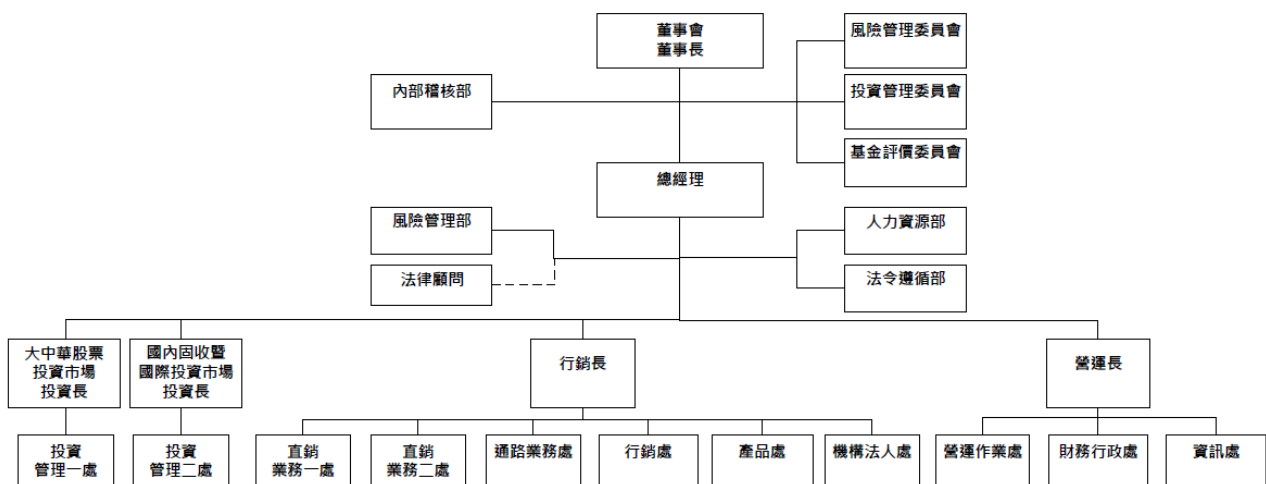 董事會
董事長
風險管理委員會
內部稽核部
投資管理委員會
基金評價委員會
總經理
風險管理部
人力資源部
法律顧問
法令遵循部
大中華股票
投資市場
投資長
國內固收暨
國際投資市場
投資長
行銷長
營運長
投資
管理一處
投資
管理二處
直銷
業務一處
直銷
業務二處
通路業務處
行銷處
產品處
機構法人處
營運作業處
財務行政處
資訊處